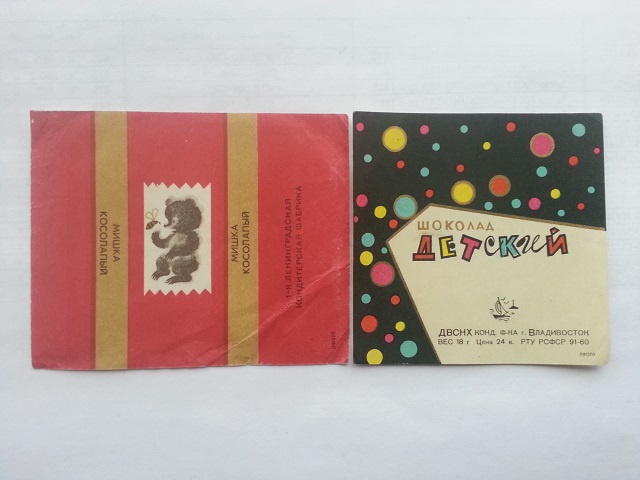 МИШКА
КОСОЛАПЫЙ
МИШКА
КОСОЛАПЫЙ
1-я ЛЕНИНГРАДСКАЯ
КОНДИТЕРСКАЯ ФАБРИКА
ШОКОЛАД
ДЕТСКИЙ
ДВСНХ КОНД. Ф-КА г. ВЛАДИВОСТОК
ВЕС 18 г Цена 24 к. РТУ РСФСР 91-60